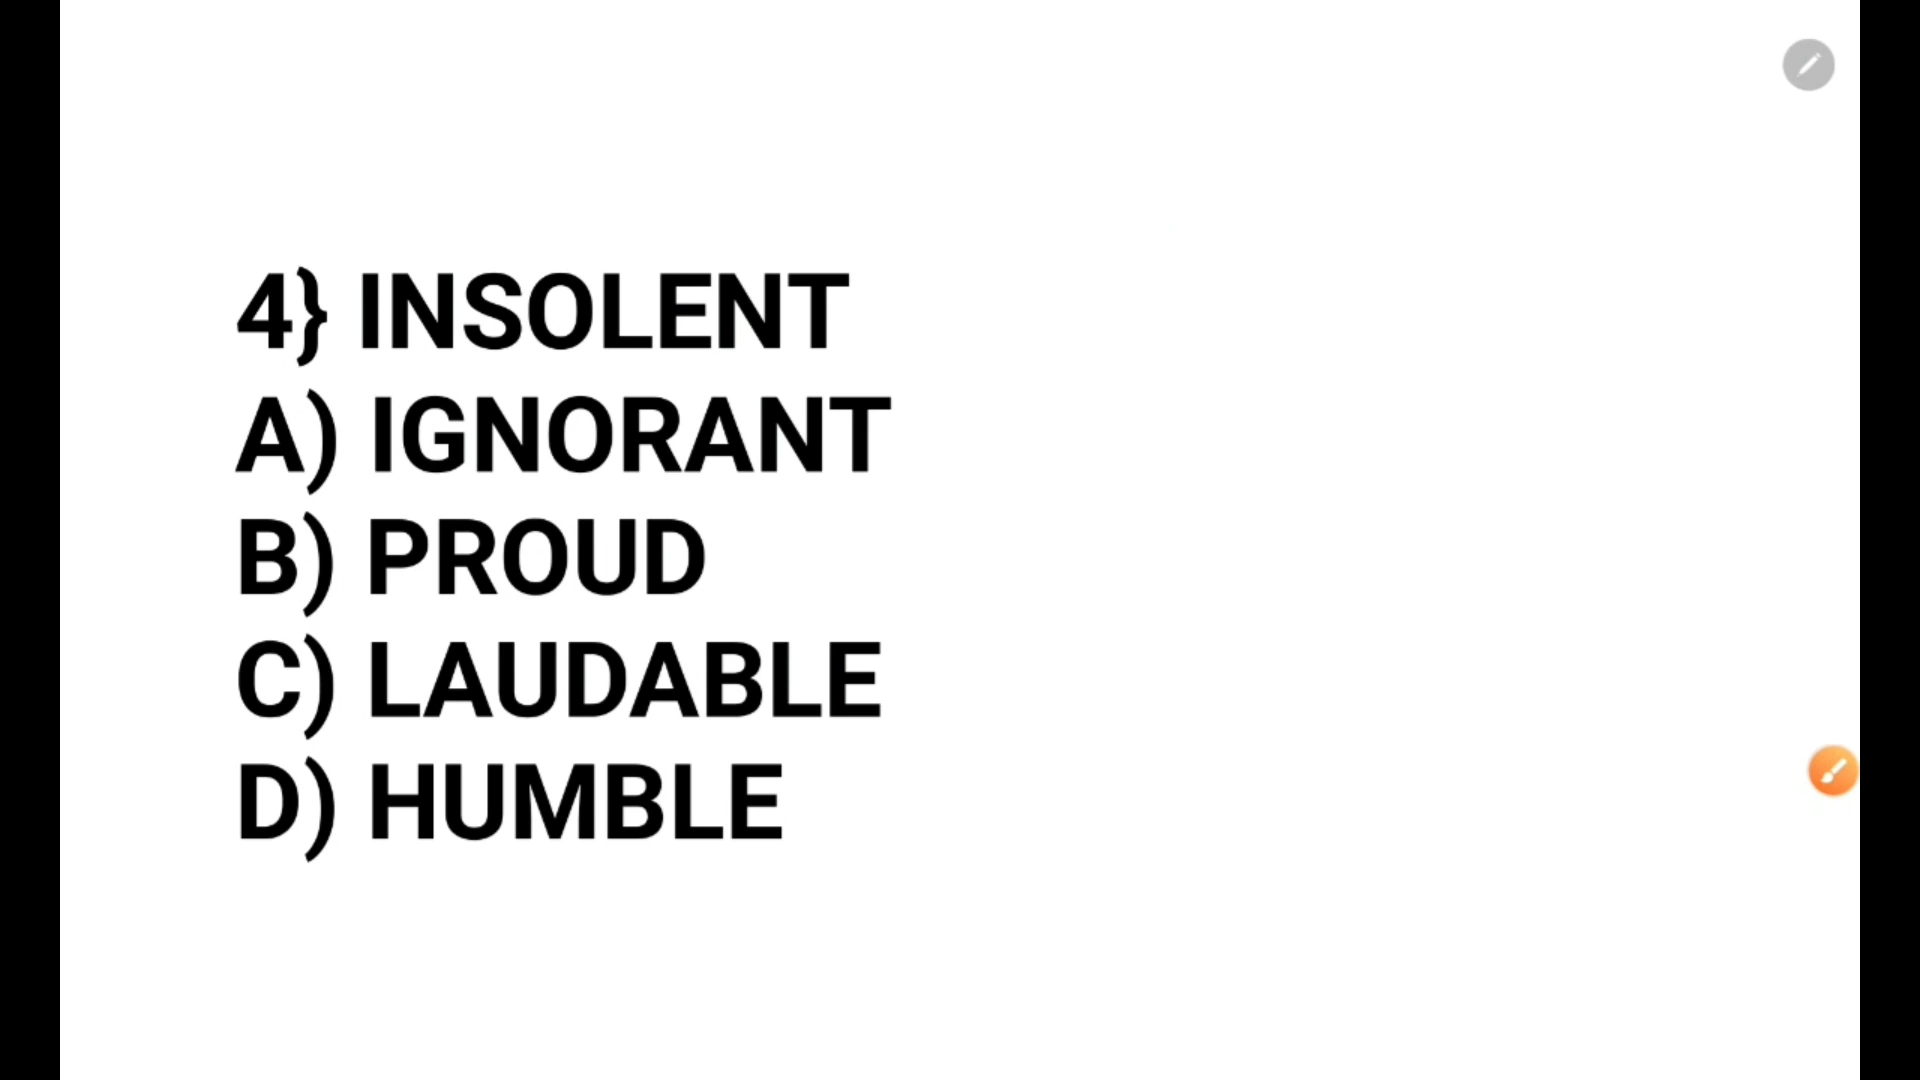 4} INSOLENT
A) IGNORANT
B) PROUD
C) LAUDABLE
D) HUMBLE